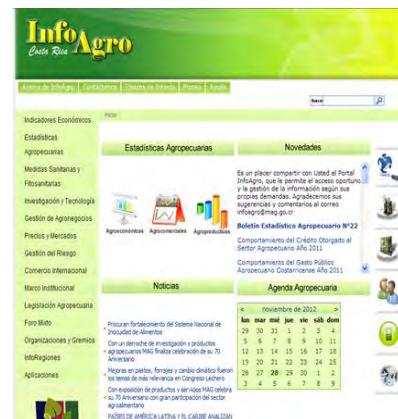 InfoAgro
Costa Rica
Acerca de InfoAgro Contáctenos Temas de Interés Prensa Ayuda
Inicio
Indicadores Económicos
Estadísticas
Agropecuarias
Medidas Sanitarias y
Fitosanitarias
Investigación y Tecnología
Gestión de Agronegocios
Precios y Mercados
Gestión del Riesgo
Comercio Internacional
Marco Institucional
Legislación Agropecuaria
Foro Mixto
Organizaciones y Gremios
InfoRegiones
Aplicaciones
Estadísticas Agropecuarias
Agroeconómicas Agrocomerciales Agroproductivas
Novedades
Es un placer compartir con Usted el Portal
InfoAgro, que le permite el acceso oportuno
y la gestión de la información según sus
propias demandas. Agradecemos sus
sugerencias y comentarios al correo
infoagro@mag.go.cr
Boletín Estadístico Agropecuario N°22
Comportamiento del Crédito Otorgado al
Sector Agropecuario Año 2011
Comportamiento del Gasto Público
Agropecuario Costarricense Año 2011
Noticias
Procuran fortalecimiento del Sistema Nacional de
Inocuidad de Alimentos
Con un derroche de investigación y productos
agropecuarios MAG finaliza celebración de su 70
Aniversario
Mejoras en pastos, forrajes y cambio climático fueron
los temas de más relevancia en Congreso Lechero
Con exposición de productos y servicios MAG celebra
su 70 Aniversario con gran participación del sector
agroalimentario
PAÍSES DE AMÉRICA LATINA Y EL CARIBE ANALIZAN
Agenda Agropecuaria
< noviembre de 2012 >
lun mar mié jue vie sáb dom
29 30 31 1 2 3 4
5 6 7 8 9 10 11
12 13 14 15 16 17 18
19 20 21 22 23 24 25
26 27 28 29 30 1 2
3 4 5 6 7 8 9